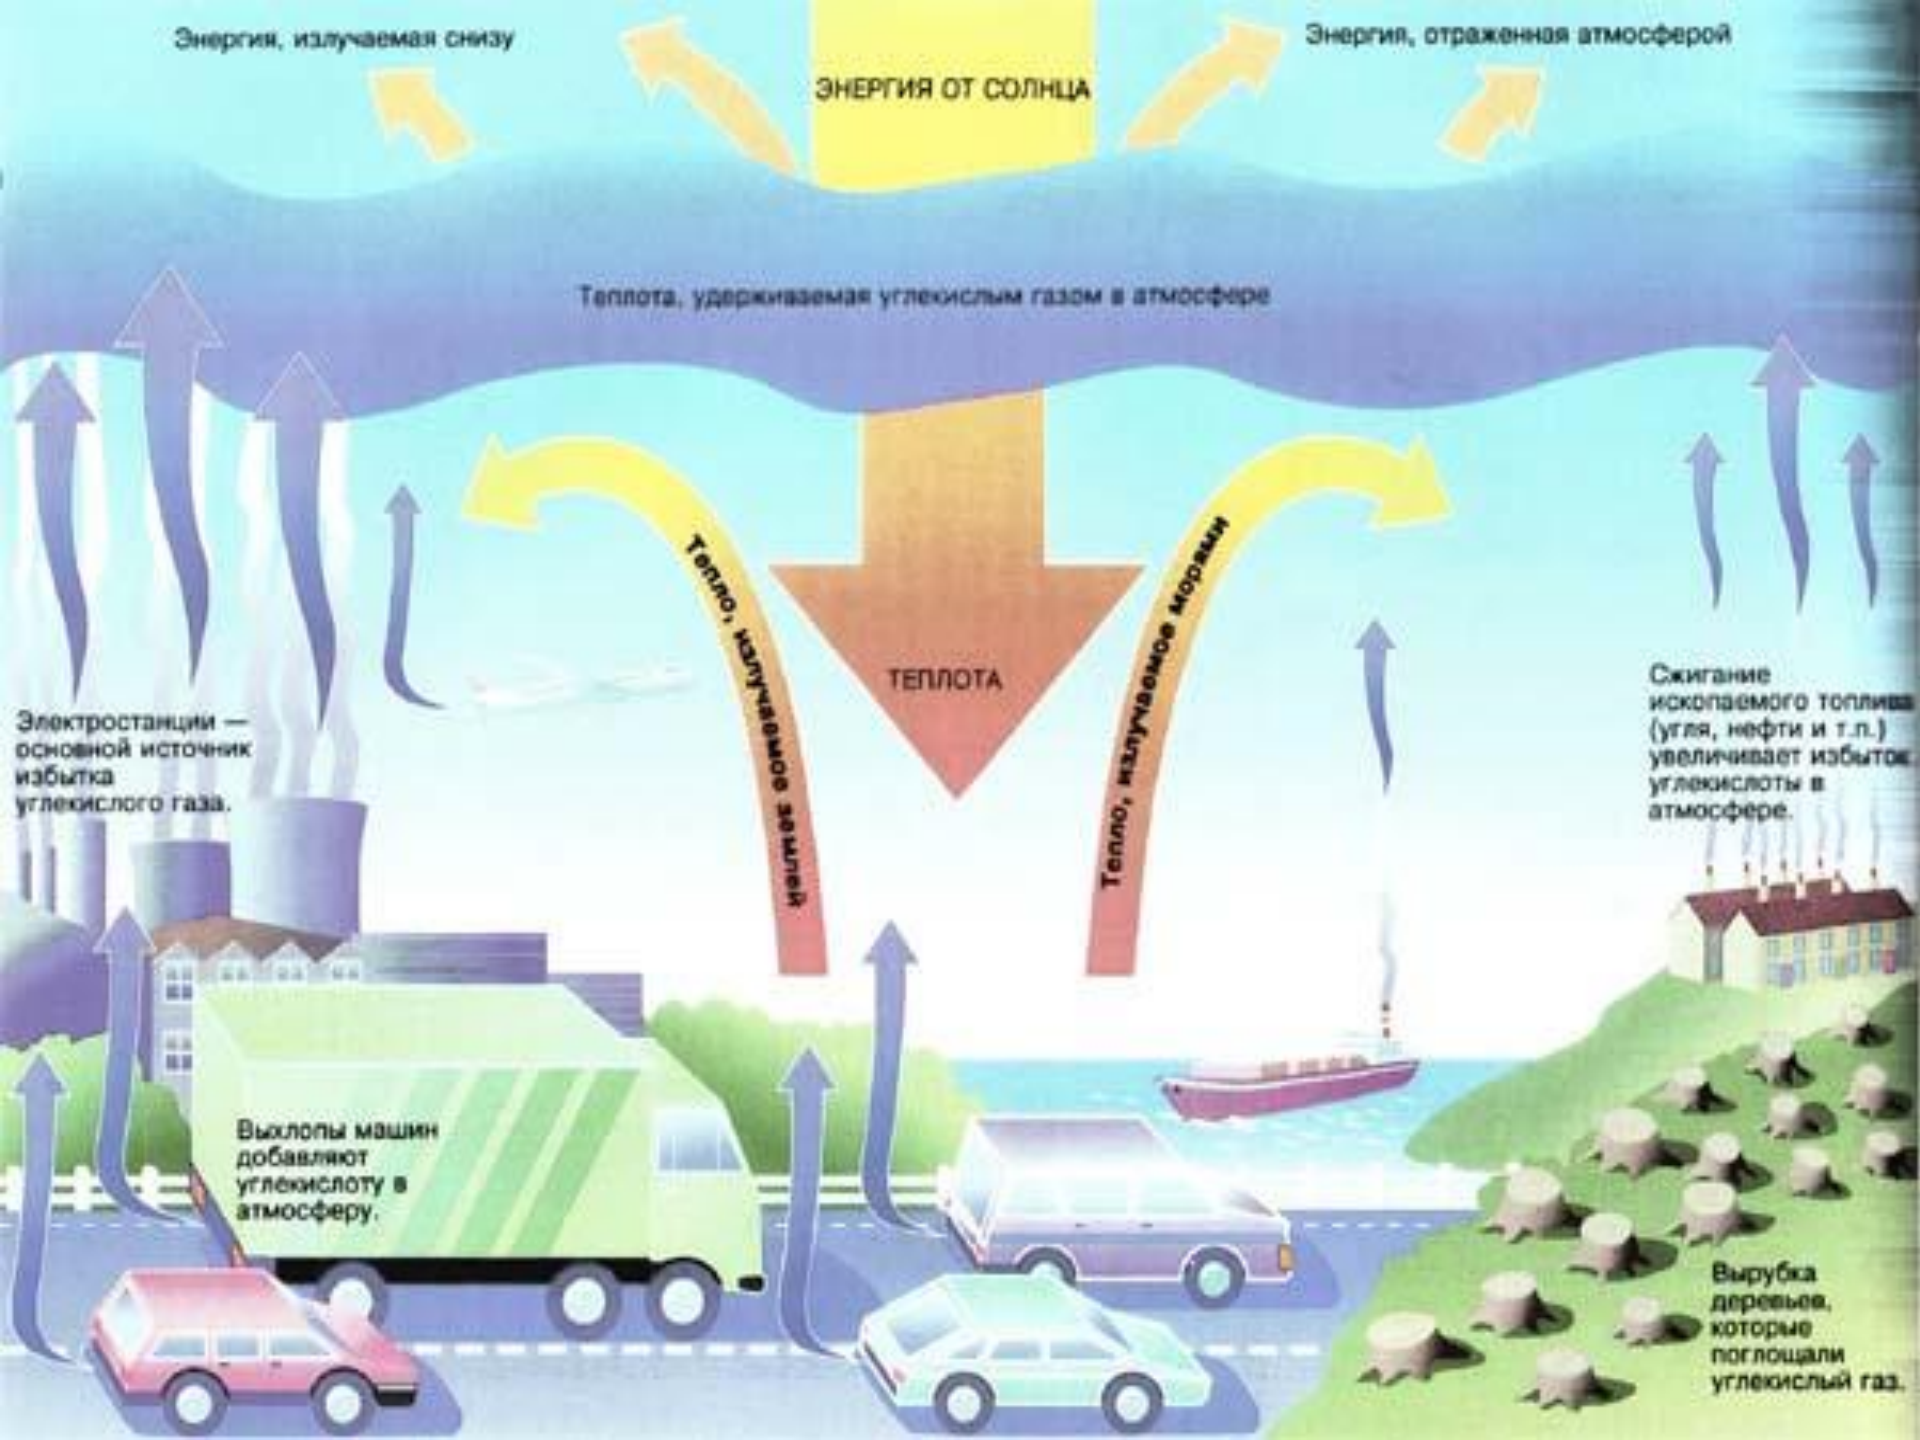 Энергия, излучаемая снизу
ЭНЕРГИЯ ОТ СОЛНЦА
Энергия, отраженная атмосферой
Теплота, удерживаемая углекислым газом в атмосфере
Тепло, излучаемое землей
ТЕПЛОТА
Тепло, излучаемое морями
Электростанции —
основной источник
избытка
углекислого газа.
Сжигание
ископаемого топлива
(угля, нефти и т.п.)
увеличивает избыток
углекислоты в
атмосфере.
Выхлопы машин
добавляют
углекислоту в
атмосферу.
Вырубка
деревьев,
которые
поглощали
углекислый газ.